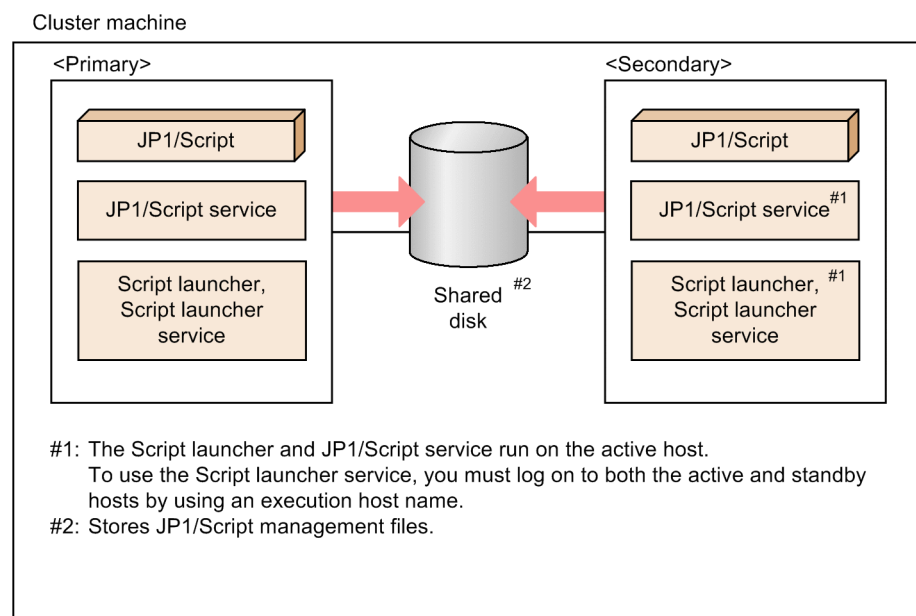 Cluster machine
<Primary>
<Secondary>
JP1/Script
JP1/Script
JP1/Script service
JP1/Script service#1
Script launcher,
Script launcher
service
Shared #2
disk
Script launcher, #1
Script launcher
service
#1: The Script launcher and JP1/Script service run on the active host.
To use the Script launcher service, you must log on to both the active and standby
hosts by using an execution host name.
#2: Stores JP1/Script management files.